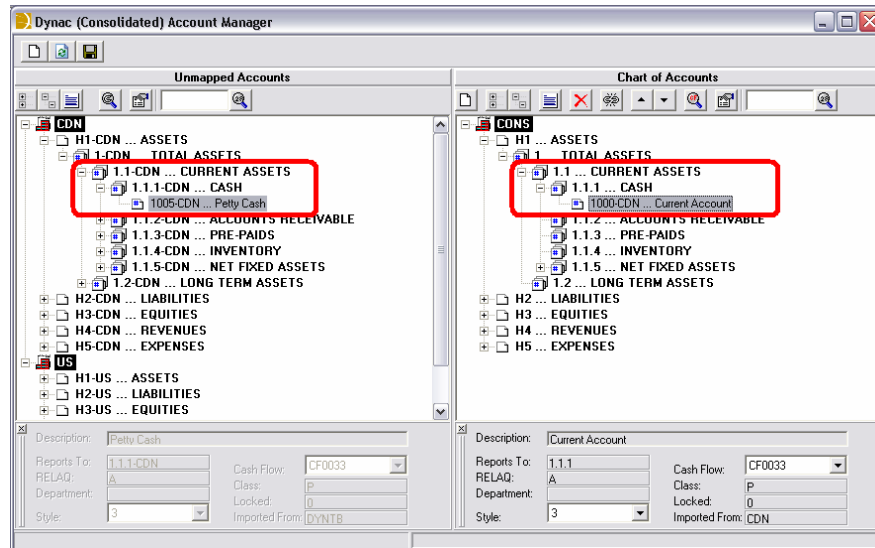 Dynac (Consolidated) Account Manager
Unmapped Accounts
Chart of Accounts
CDN
H1-CDN ... ASSETS
1-CDN ... TOTAL ASSETS
1.1-CDN ... CURRENT ASSETS
1.1.1-CDN ... CASH
1005-CDN ... Petty Cash
1.1.2-CDN ... ACCOUNTS RECEIVABLE
1.1.3-CDN ... PRE-PAIDS
1.1.4-CDN ... INVENTORY
1.1.5-CDN ... NET FIXED ASSETS
1.2-CDN ... LONG TERM ASSETS
H2-CDN ... LIABILITIES
H3-CDN ... EQUITIES
H4-CDN ... REVENUES
H5-CDN ... EXPENSES
US
H1-US ... ASSETS
H2-US ... LIABILITIES
H3-US ... EQUITIES
CONS
H1 ... ASSETS
1 ... TOTAL ASSETS
1.1 ... CURRENT ASSETS
1.1.1 ... CASH
1000-CDN ... Current Account
1.1.2 ... ACCOUNTS RECEIVABLE
1.1.3 ... PRE-PAIDS
1.1.4 ... INVENTORY
1.1.5 ... NET FIXED ASSETS
1.2 ... LONG TERM ASSETS
H2 ... LIABILITIES
H3 ... EQUITIES
H4 ... REVENUES
H5 ... EXPENSES
Description: Petty Cash
Reports To: 1.1.1-CDN
Cash Flow: CF0033
RELAQ: A
Class: P
Department:
Locked: 0
Style: 3
Imported From: DYNTB
Description: Current Account
Reports To: 1.1.1
Cash Flow: CF0033
RELAQ: A
Class: P
Department:
Locked: 0
Style: 3
Imported From: CDN